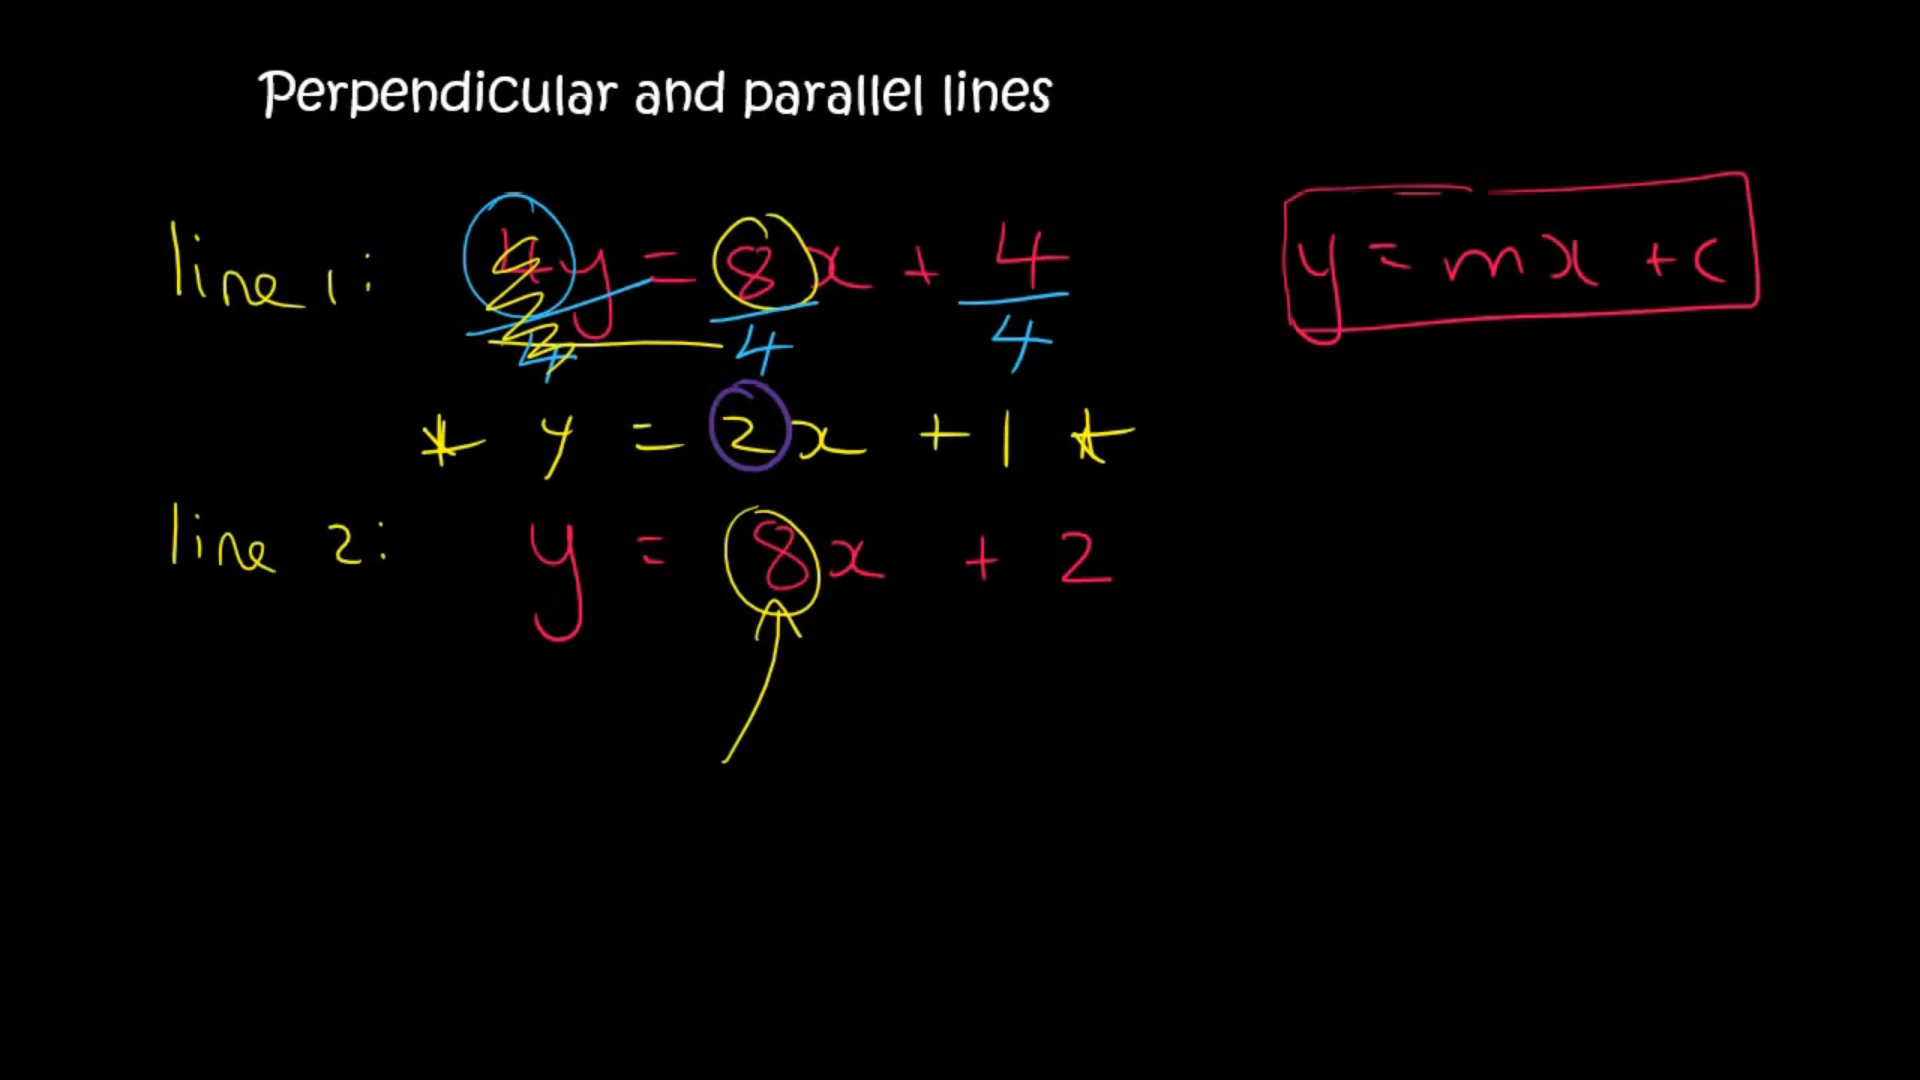 Perpendicular and parallel lines
line 1: 4y = 8x + 4
y = mx + c
4 4 4
* y = 2x + 1 *
line 2: y = 8x + 2